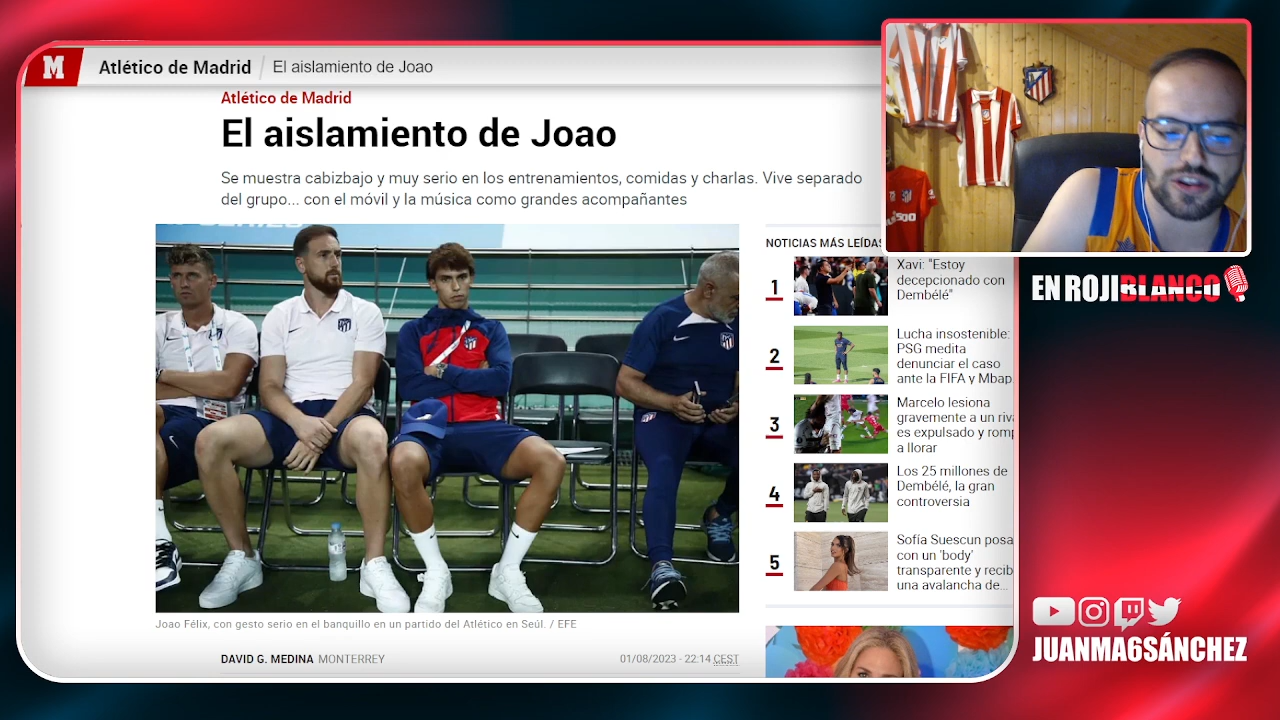 M
Atlético de Madrid
El aislamiento de Joao
Atlético de Madrid
El aislamiento de Joao
Se muestra cabizbajo y muy serio en los entrenamientos, comidas y charlas. Vive separado
del grupo... con el móvil y la música como grandes acompañantes
Joao Félix, con gesto serio en el banquillo en un partido del Atlético en Seúl. / EFE
DAVID G. MEDINA MONTERREY
01/08/2023 - 22:14 CEST
NOTICIAS MÁS LEÍDAS
1
Xavi: "Estoy
decepcionado con
Dembélé"
2
Lucha insostenible:
PSG medita
denunciar el caso
ante la FIFA y Mbap
3
Marcelo lesiona
gravemente a un riv
es expulsado y romp
a llorar
4
Los 25 millones de
Dembélé, la gran
controversia
5
Sofía Suescun posa
con un 'body'
transparente y recib
una avalancha de...
EN ROJIBLANCO
JUANMA6SÁNCHEZ